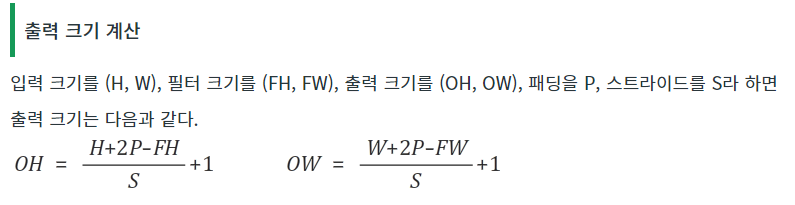 출력 크기 계산
입력 크기를 (H, W), 필터 크기를 (FH, FW), 출력 크기를 (OH, OW), 패딩을 P, 스트라이드를 S라 하면
출력 크기는 다음과 같다.
OH = \frac{H+2P-FH}{S}+1 OW = \frac{W+2P-FW}{S}+1